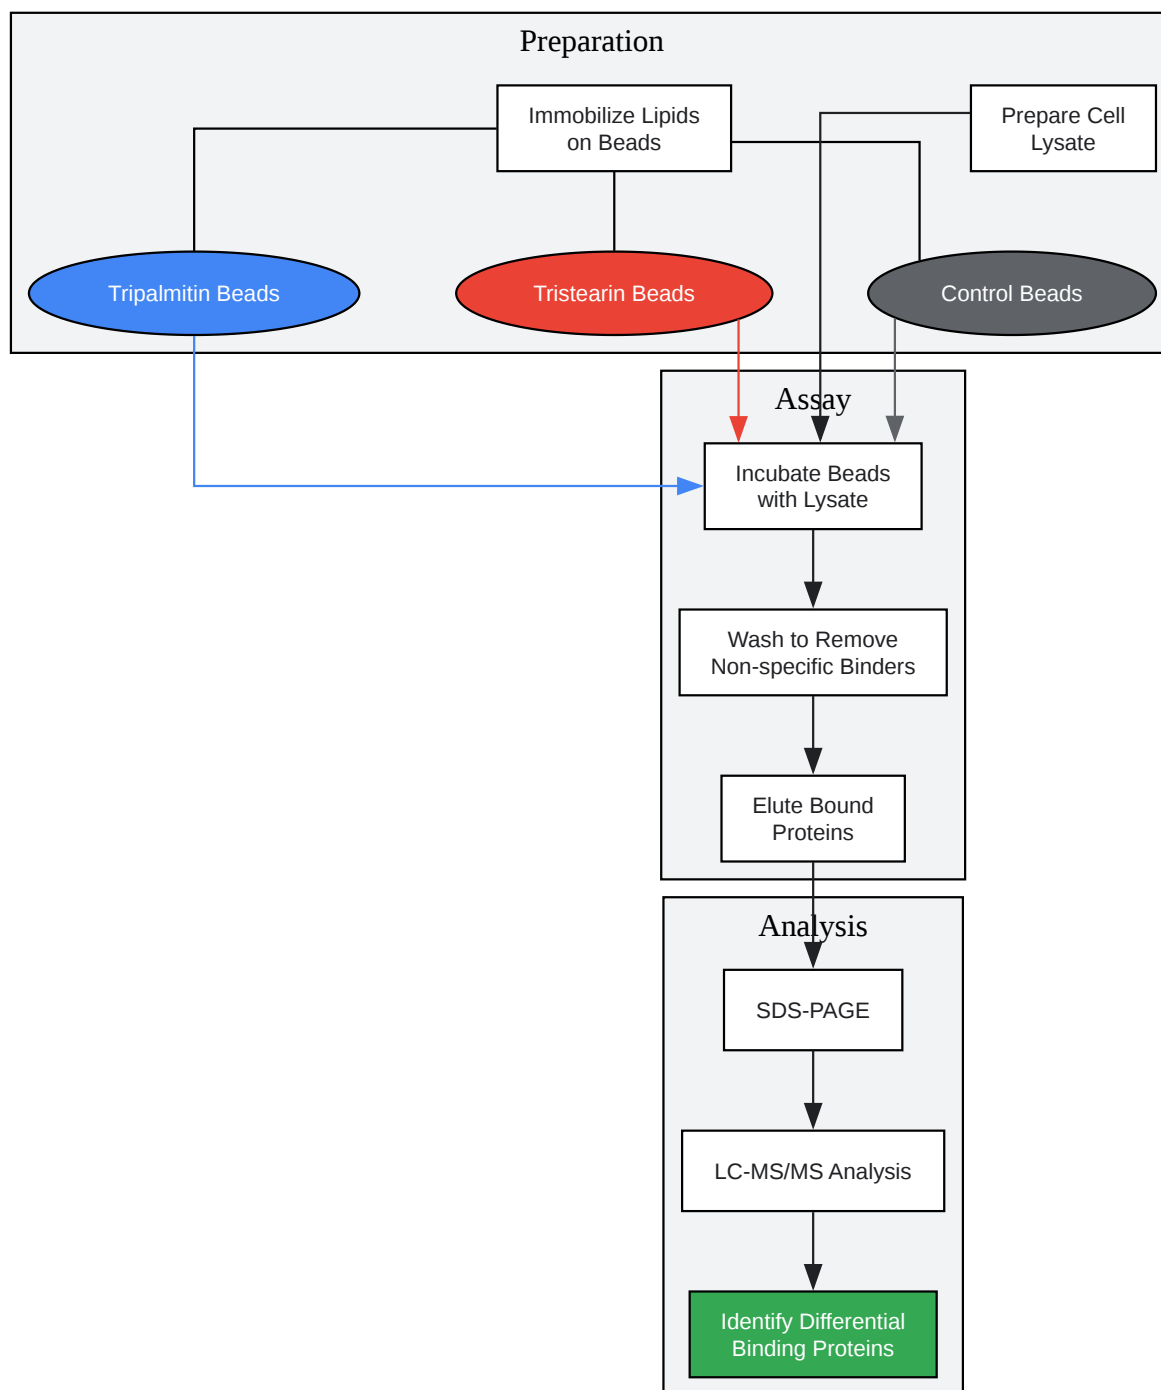 Preparation
Immobilize Lipids
on Beads
Prepare Cell
Lysate
Tripalmitin Beads
Tristearin Beads
Control Beads
Assay
Incubate Beads
with Lysate
Wash to Remove
Non-specific Binders
Elute Bound
Proteins
Analysis
SDS-PAGE
LC-MS/MS Analysis
Identify Differential
Binding Proteins